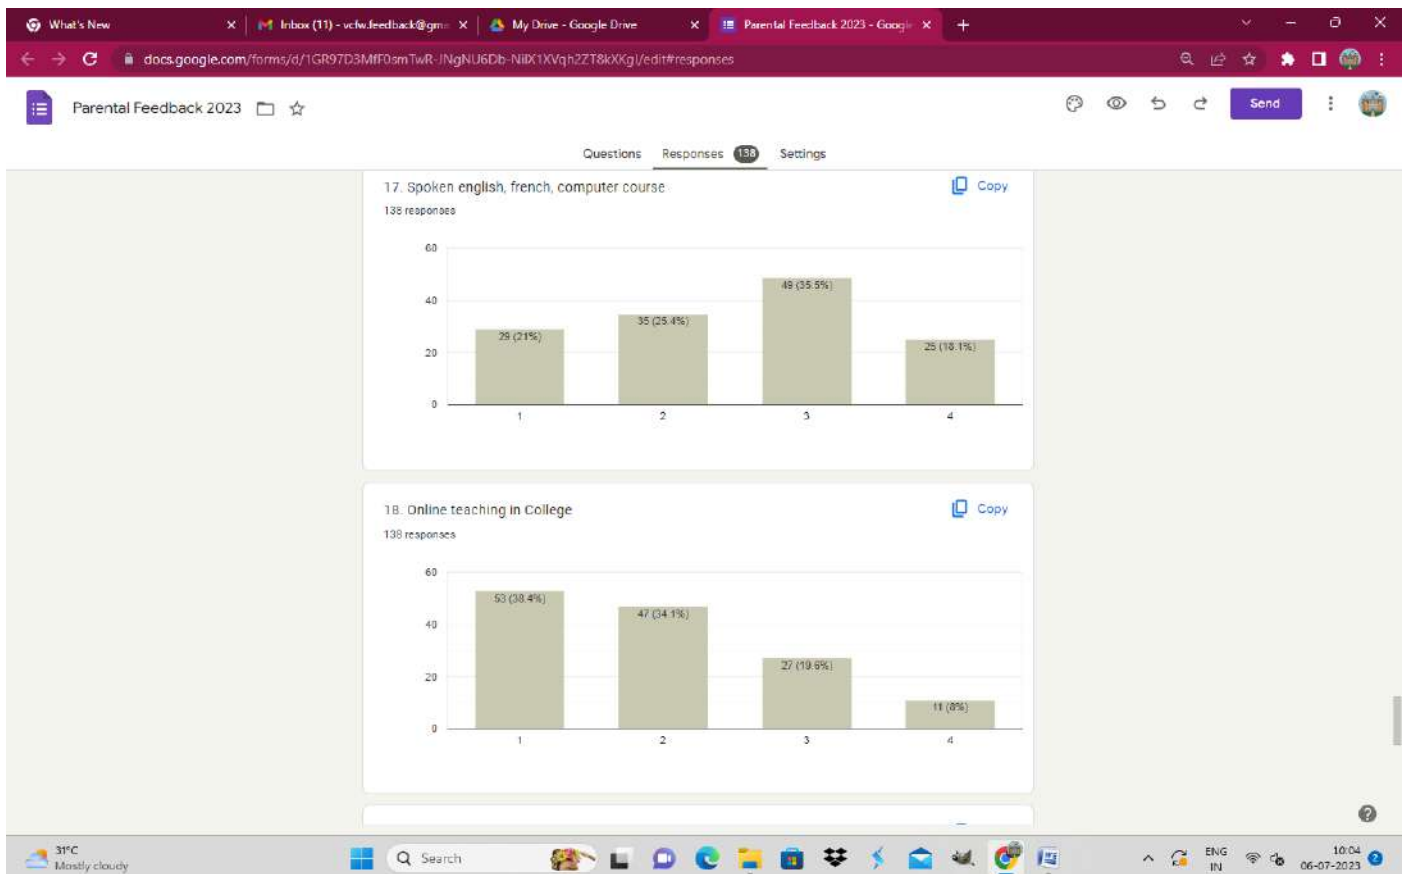 What's New
Inbox (11) - vcfw.feedback@gm
My Drive - Google Drive
Parental Feedback 2023 - Googl
docs.google.com/forms/d/
/edit#responses
Parental Feedback 2023
Send
Questions Responses 138 Settings
17. Spoken english, french, computer course
Copy
138 responses
60
40
20
0
29 (21%)
35 (25.4%)
49 (35.5%)
25 (18.1%)
1 2 3 4
18. Online teaching in College
Copy
138 responses
60
40
20
0
53 (38.4%)
47 (34.1%)
27 (19.6%)
11 (8%)
1 2 3 4
31°C
Mostly cloudy
Search
ENG
IN
10:04
06-07-2023
2